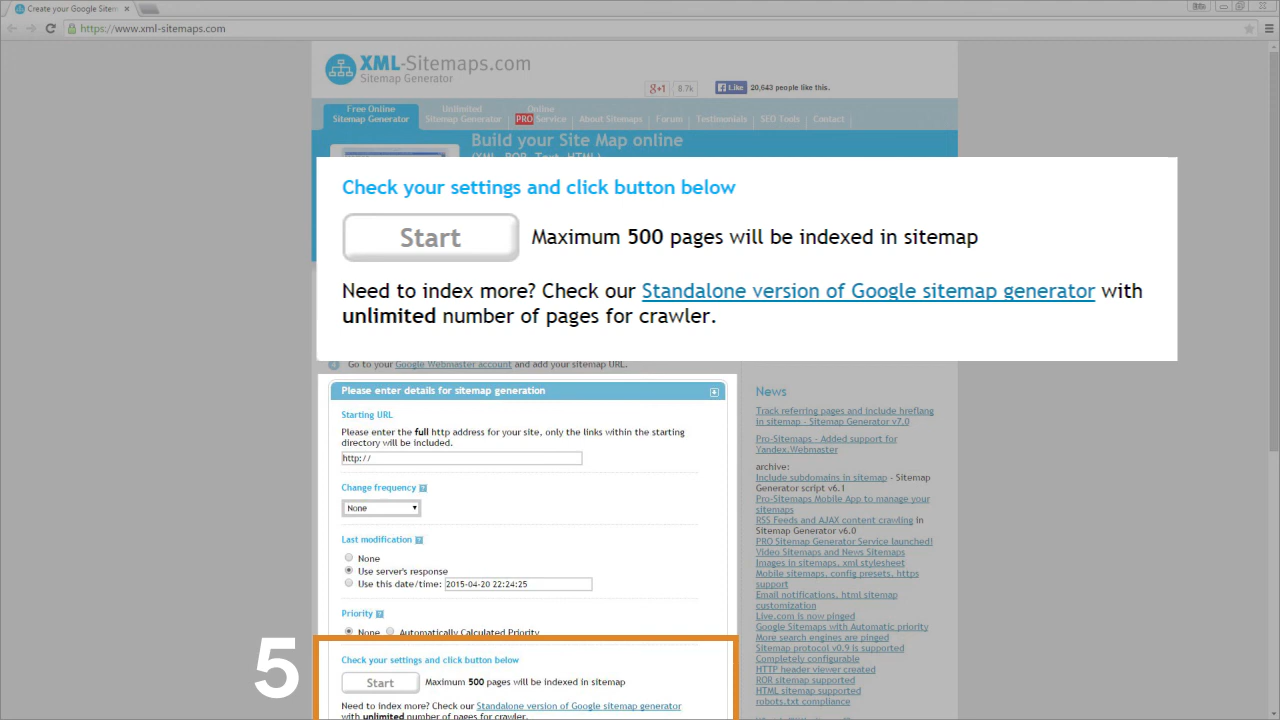 Create your Google Sitem
https://www.xml-sitemaps.com
XML-Sitemaps.com
Sitemap Generator
g+1 8.7k
Like 20,643 people like this.
Free Online
Sitemap Generator
Unlimited
Sitemap Generator
Online
PRO Service
About Sitemaps
Forum
Testimonials
SEO Tools
Contact
Build your Site Map online
(XML, ROR, Text, HTML)
Check your settings and click button below
Start Maximum 500 pages will be indexed in sitemap
Need to index more? Check our Standalone version of Google sitemap generator with
unlimited number of pages for crawler.
Go to your Google Webmaster account and add your sitemap URL.
Please enter details for sitemap generation
Starting URL
Please enter the full http address for your site, only the links within the starting
directory will be included.
http://
Change frequency ?
None
Last modification ?
None
Use server's response
Use this date/time: 2015-04-20 22:24:25
Priority ?
None Automatically Calculated Priority
5
Check your settings and click button below
Start Maximum 500 pages will be indexed in sitemap
Need to index more? Check our Standalone version of Google sitemap generator
with unlimited number of pages for crawler.
News
Track referring pages and include hreflang
in sitemap - Sitemap Generator v7.0
Pro-Sitemaps - Added support for
Yandex.Webmaster
archive:
Include subdomains in sitemap - Sitemap
Generator script v6.1
Pro-Sitemaps Mobile App to manage your
sitemaps
RSS Feeds and AJAX content crawling in
Sitemap Generator v6.0
PRO Sitemap Generator Service launched!
Video Sitemaps and News Sitemaps
Images in sitemaps, xml stylesheet
Mobile sitemaps, config presets, https
support
Email notifications, html sitemap
customization
Live.com is now pinged
Google Sitemaps with Automatic priority
More search engines are pinged
Sitemap protocol v0.9 is supported
Completely configurable
HTTP header viewer created
ROR sitemap supported
HTML sitemap supported
robots.txt compliance